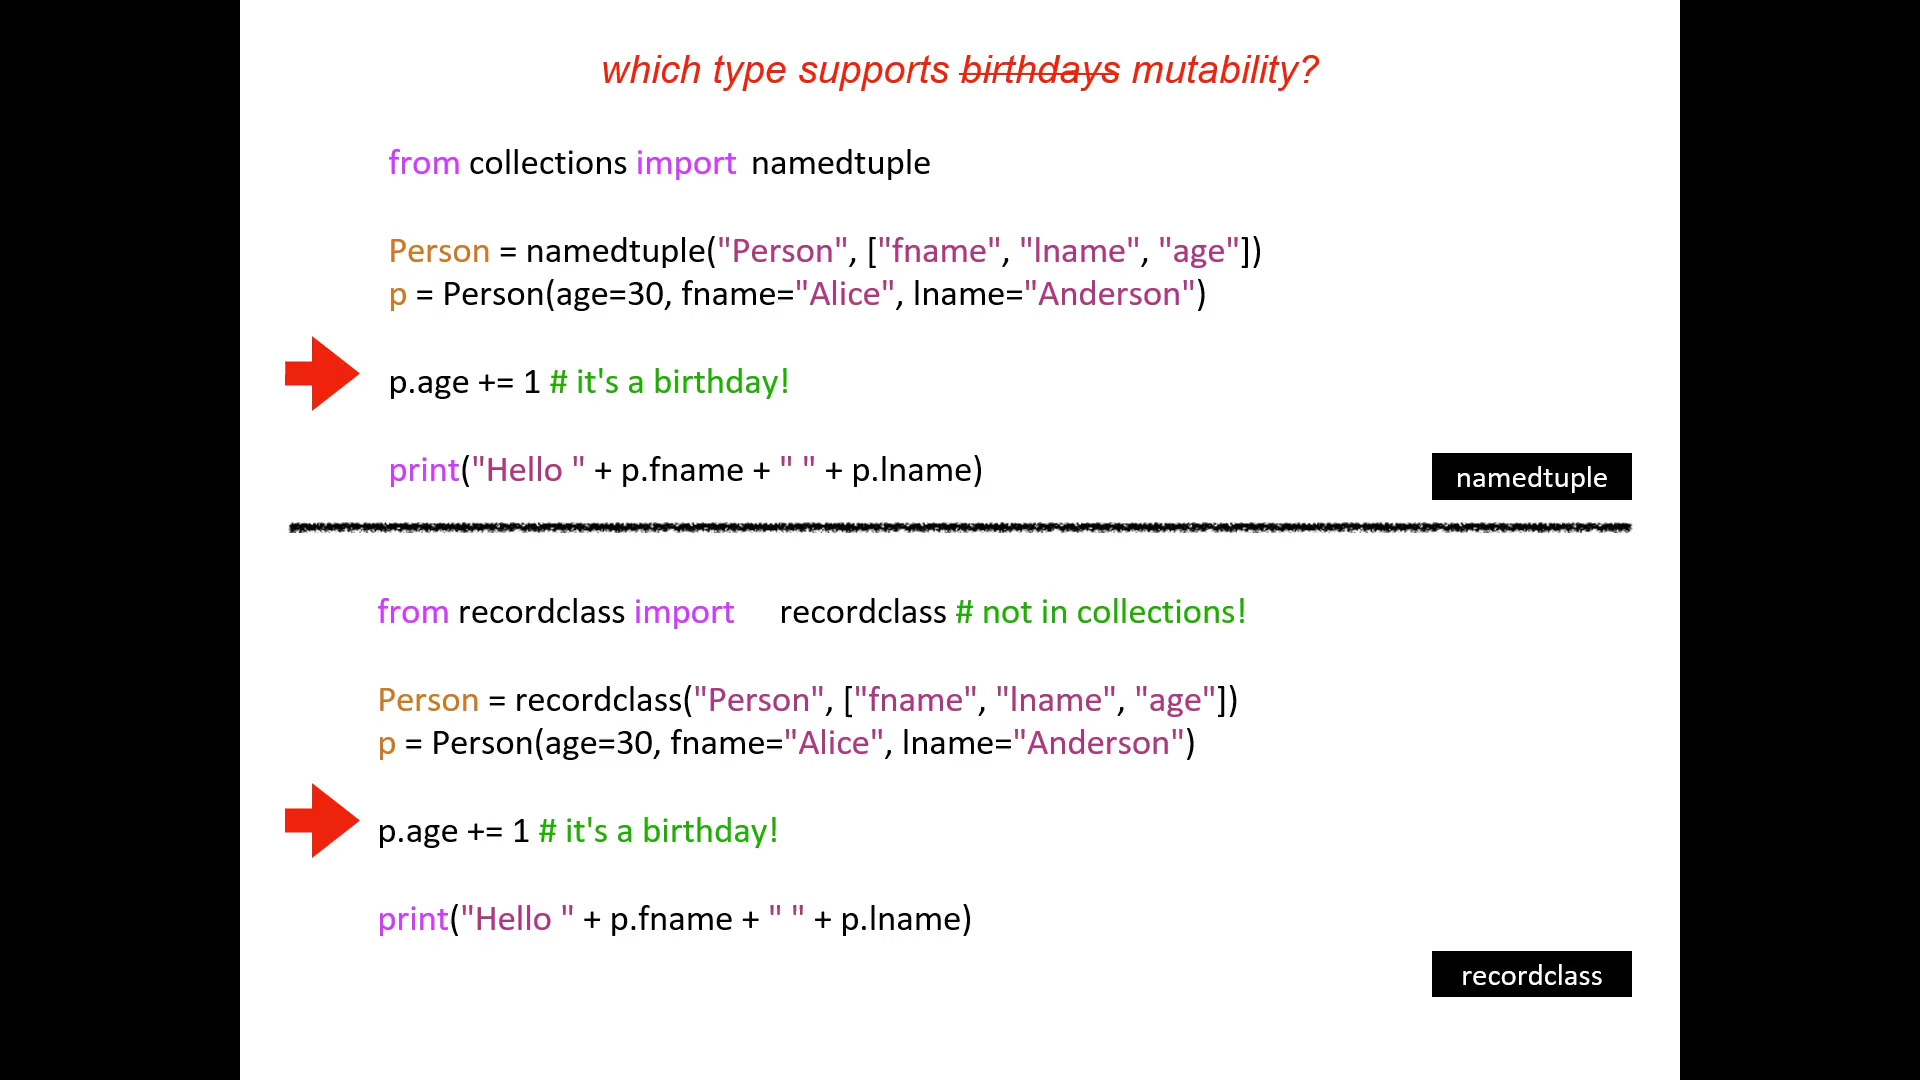 which type supports birthdays mutability?
from collections import namedtuple
Person = namedtuple("Person", ["fname", "lname", "age"])
p = Person(age=30, fname="Alice", lname="Anderson")
p.age += 1 # it's a birthday!
print("Hello " + p.fname + " " + p.lname)
namedtuple
from recordclass import recordclass # not in collections!
Person = recordclass("Person", ["fname", "lname", "age"])
p = Person(age=30, fname="Alice", lname="Anderson")
p.age += 1 # it's a birthday!
print("Hello " + p.fname + " " + p.lname)
recordclass